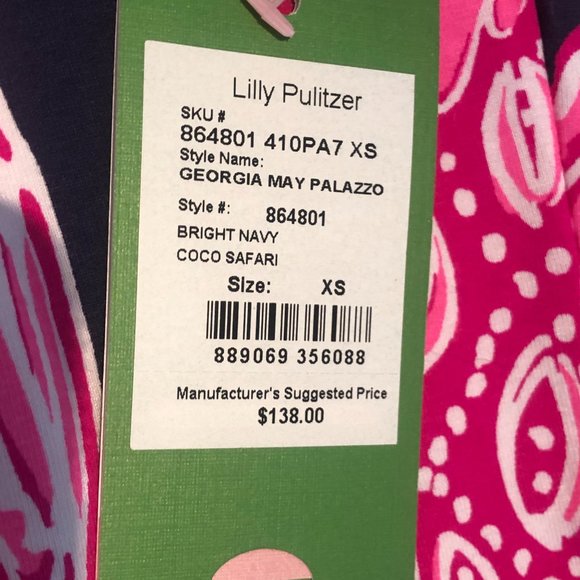 Lilly Pulitzer
SKU #
864801 410PA7 XS
Style Name:
GEORGIA MAY PALAZZO
Style #: 864801
BRIGHT NAVY
COCO SAFARI
Size: XS
889069 356088
Manufacturer's Suggested Price
$138.00